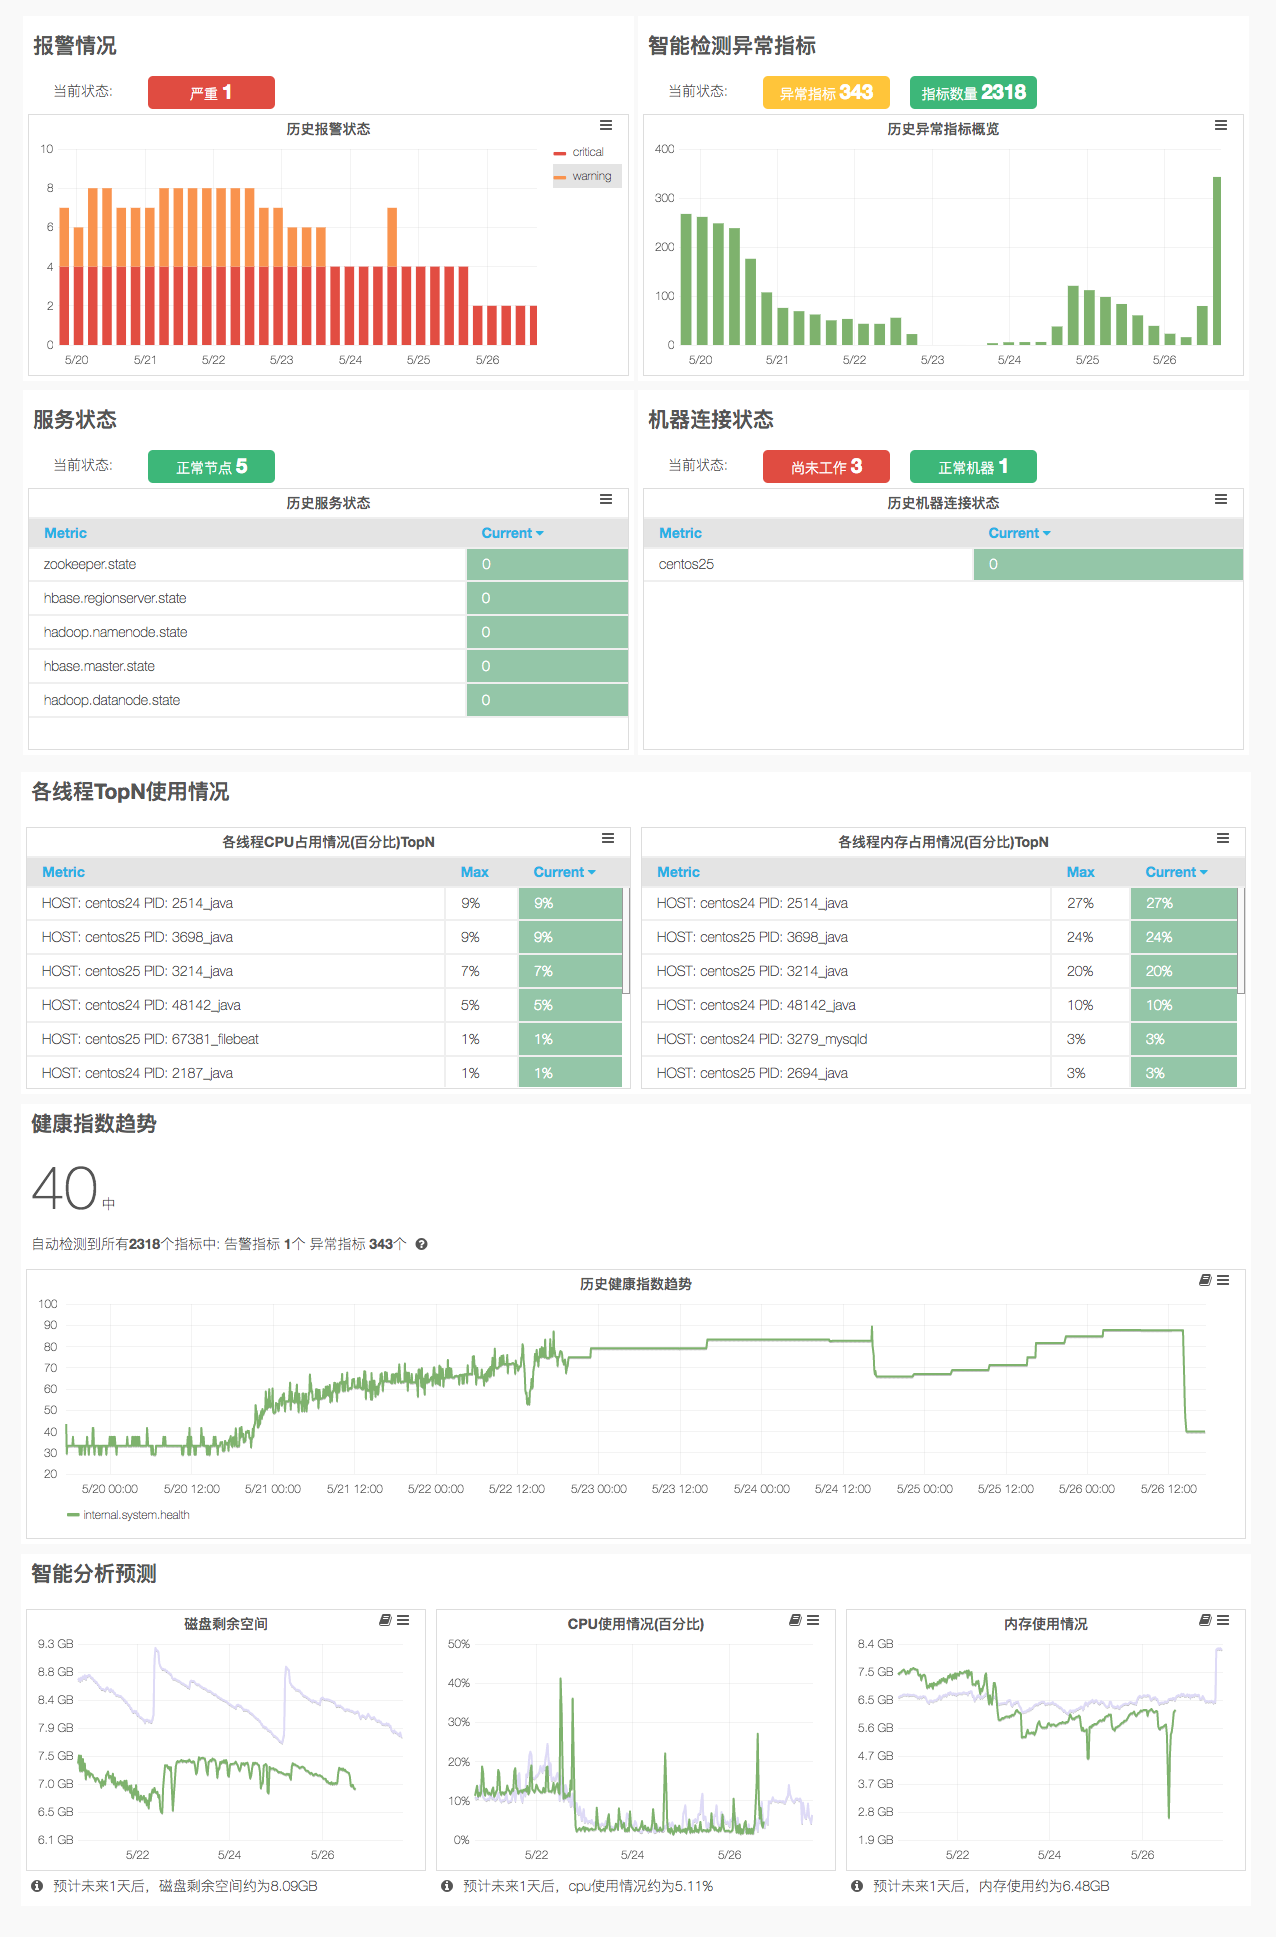 报警情况
当前状态: 严重 1
历史报警状态
10
8
6
4
2
0
5/20 5/21 5/22 5/23 5/24 5/25 5/26
critical
warning
智能检测异常指标
当前状态: 异常指标 343 指标数量 2318
历史异常指标概览
400
300
200
100
0
5/20 5/21 5/22 5/23 5/24 5/25 5/26
服务状态
当前状态: 正常节点 5
历史服务状态
Metric Current
zookeeper.state 0
hbase.regionserver.state 0
hadoop.namenode.state 0
hbase.master.state 0
hadoop.datanode.state 0
机器连接状态
当前状态: 尚未工作 3 正常机器 1
历史机器连接状态
Metric Current
centos25 0
各线程TopN使用情况
各线程CPU占用情况(百分比)TopN
Metric Max Current
HOST: centos24 PID: 2514_java 9% 9%
HOST: centos25 PID: 3698_java 9% 9%
HOST: centos25 PID: 3214_java 7% 7%
HOST: centos24 PID: 48142_java 5% 5%
HOST: centos25 PID: 67381_filebeat 1% 1%
HOST: centos24 PID: 2187_java 1% 1%
各线程内存占用情况(百分比)TopN
Metric Max Current
HOST: centos24 PID: 2514_java 27% 27%
HOST: centos25 PID: 3698_java 24% 24%
HOST: centos25 PID: 3214_java 20% 20%
HOST: centos24 PID: 48142_java 10% 10%
HOST: centos24 PID: 3279_mysqld 3% 3%
HOST: centos25 PID: 2694_java 3% 3%
健康指数趋势
40 中
自动检测到所有2318个指标中: 告警指标 1个 异常指标 343个
历史健康指数趋势
100
90
80
70
60
50
40
30
20
5/20 00:00 5/20 12:00 5/21 00:00 5/21 12:00 5/22 00:00 5/22 12:00 5/23 00:00 5/23 12:00 5/24 00:00 5/24 12:00 5/25 00:00 5/25 12:00 5/26 00:00 5/26 12:00
internal.system.health
智能分析预测
磁盘剩余空间
9.3 GB
8.8 GB
8.4 GB
7.9 GB
7.5 GB
7.0 GB
6.5 GB
6.1 GB
5/22 5/24 5/26
预计未来1天后，磁盘剩余空间约为8.09GB
CPU使用情况(百分比)
50%
40%
30%
20%
10%
0%
5/22 5/24 5/26
预计未来1天后，cpu使用情况约为5.11%
内存使用情况
8.4 GB
7.5 GB
6.5 GB
5.6 GB
4.7 GB
3.7 GB
2.8 GB
1.9 GB
5/22 5/24 5/26
预计未来1天后，内存使用约为6.48GB